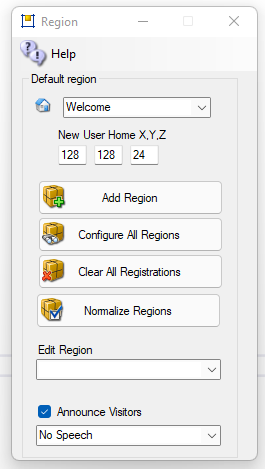 Region
Help
Default region
Welcome
New User Home X,Y,Z
128 128 24
Add Region
Configure All Regions
Clear All Registrations
Normalize Regions
Edit Region
Announce Visitors
No Speech